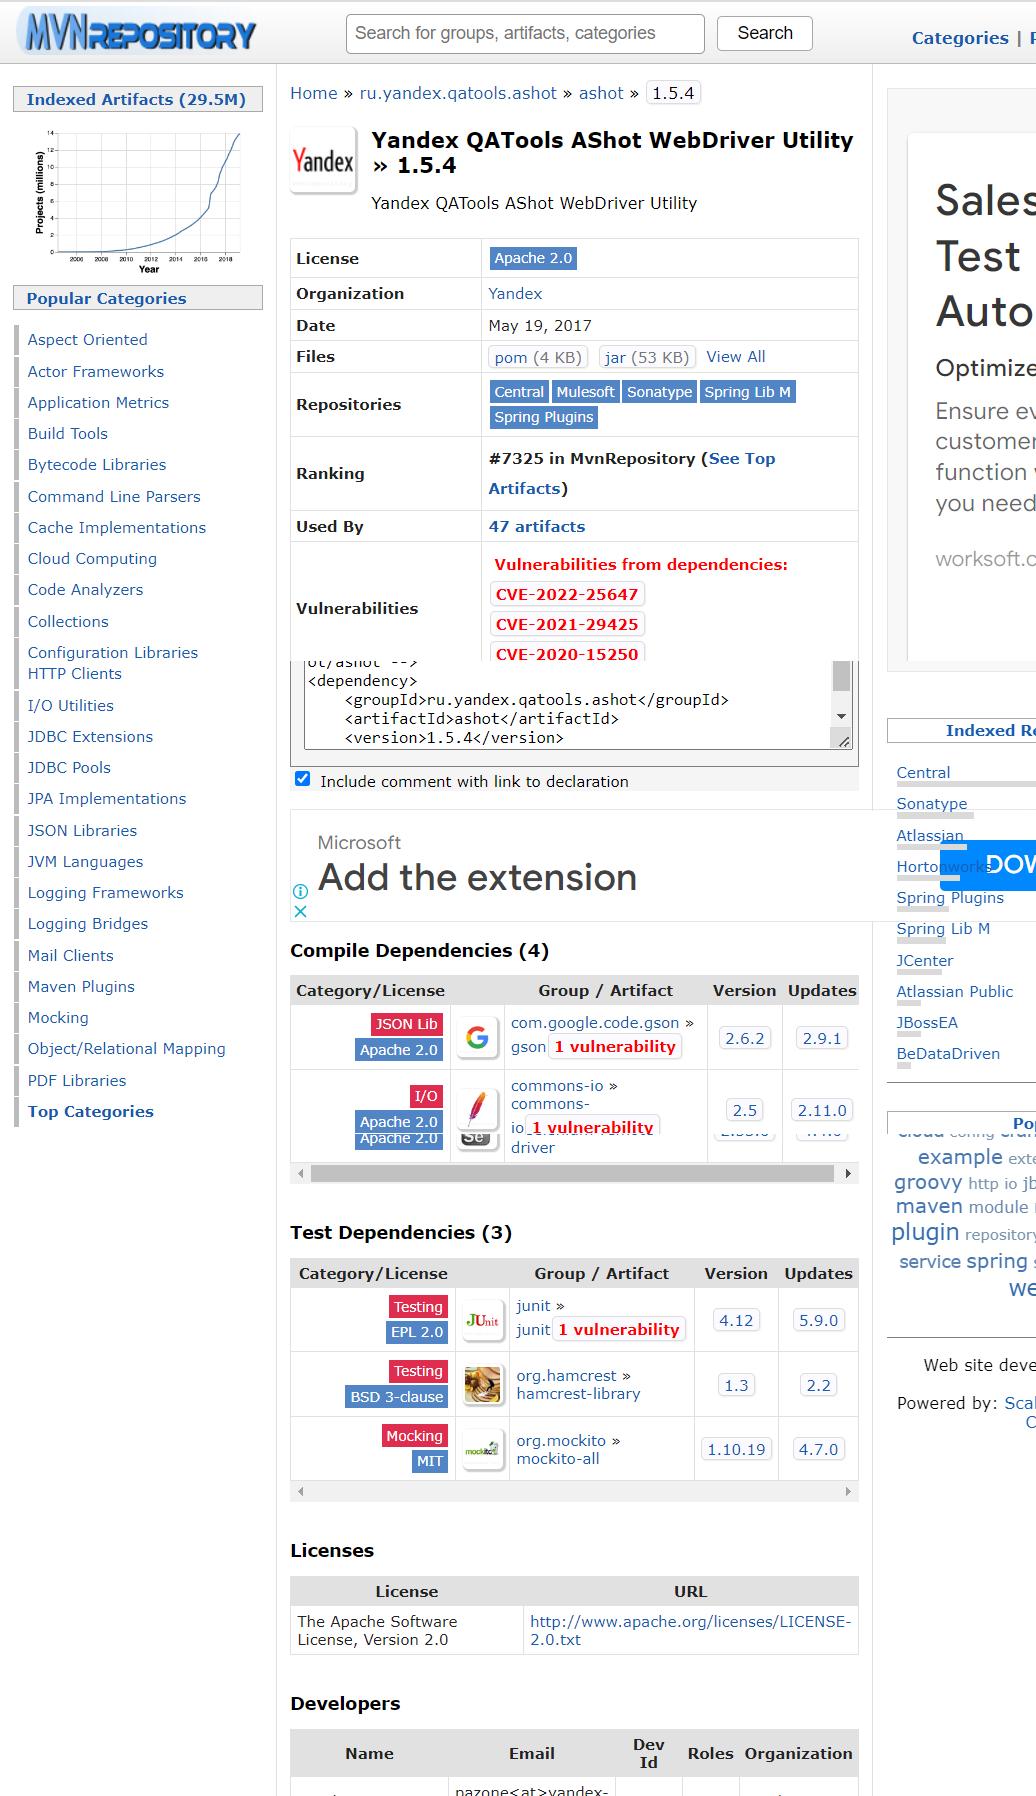 MVNREPOSITORY
Search for groups, artifacts, categories
Search
Categories |
Indexed Artifacts (29.5M)
Projects (millions)
14
12
10
8
6
4
2
0
2006 2008 2010 2012 2014 2016 2018
Year
Popular Categories
Aspect Oriented
Actor Frameworks
Application Metrics
Build Tools
Bytecode Libraries
Command Line Parsers
Cache Implementations
Cloud Computing
Code Analyzers
Collections
Configuration Libraries
HTTP Clients
I/O Utilities
JDBC Extensions
JDBC Pools
JPA Implementations
JSON Libraries
JVM Languages
Logging Frameworks
Logging Bridges
Mail Clients
Maven Plugins
Mocking
Object/Relational Mapping
PDF Libraries
Top Categories
Home » ru.yandex.qatools.ashot » ashot » 1.5.4
Yandex
Yandex QATools AShot WebDriver Utility
» 1.5.4
Yandex QATools AShot WebDriver Utility
License Apache 2.0
Organization Yandex
Date May 19, 2017
Files pom (4 KB) jar (53 KB) View All
Repositories Central Mulesoft Sonatype Spring Lib M
Spring Plugins
Ranking #7325 in MvnRepository (See Top
Artifacts)
Used By 47 artifacts
Vulnerabilities Vulnerabilities from dependencies:
CVE-2022-25647
CVE-2021-29425
CVE-2020-15250
ot/ashot -->
<dependency>
<groupId>ru.yandex.qatools.ashot</groupId>
<artifactId>ashot</artifactId>
<version>1.5.4</version>
Include comment with link to declaration
Microsoft
Add the extension
Compile Dependencies (4)
Category/License Group / Artifact Version Updates
JSON Lib
Apache 2.0
com.google.code.gson »
gson 1 vulnerability
2.6.2 2.9.1
I/O
Apache 2.0
commons-io »
commons-
io 1 vulnerability
2.5 2.11.0
Apache 2.0
Se
driver
Test Dependencies (3)
Category/License Group / Artifact Version Updates
Testing
EPL 2.0
JUnit
junit »
junit 1 vulnerability
4.12 5.9.0
Testing
BSD 3-clause
org.hamcrest »
hamcrest-library
1.3 2.2
Mocking
MIT
mockito
org.mockito »
mockito-all
1.10.19 4.7.0
Licenses
License URL
The Apache Software
License, Version 2.0
http://www.apache.org/licenses/LICENSE-
2.0.txt
Developers
Name Email Dev
Id Roles Organization
pazone<at>yandex-
Sales
Test
Auto
Optimize
Ensure ev
customer
function
you need
worksoft.c
Indexed Re
Central
Sonatype
Atlassian
Hortonworks
DOW
Spring Plugins
Spring Lib M
JCenter
Atlassian Public
JBossEA
BeDataDriven
Po
cloud config
example exte
groovy http io jb
maven module
plugin repository
service spring
we
Web site deve
Powered by: Scal
C